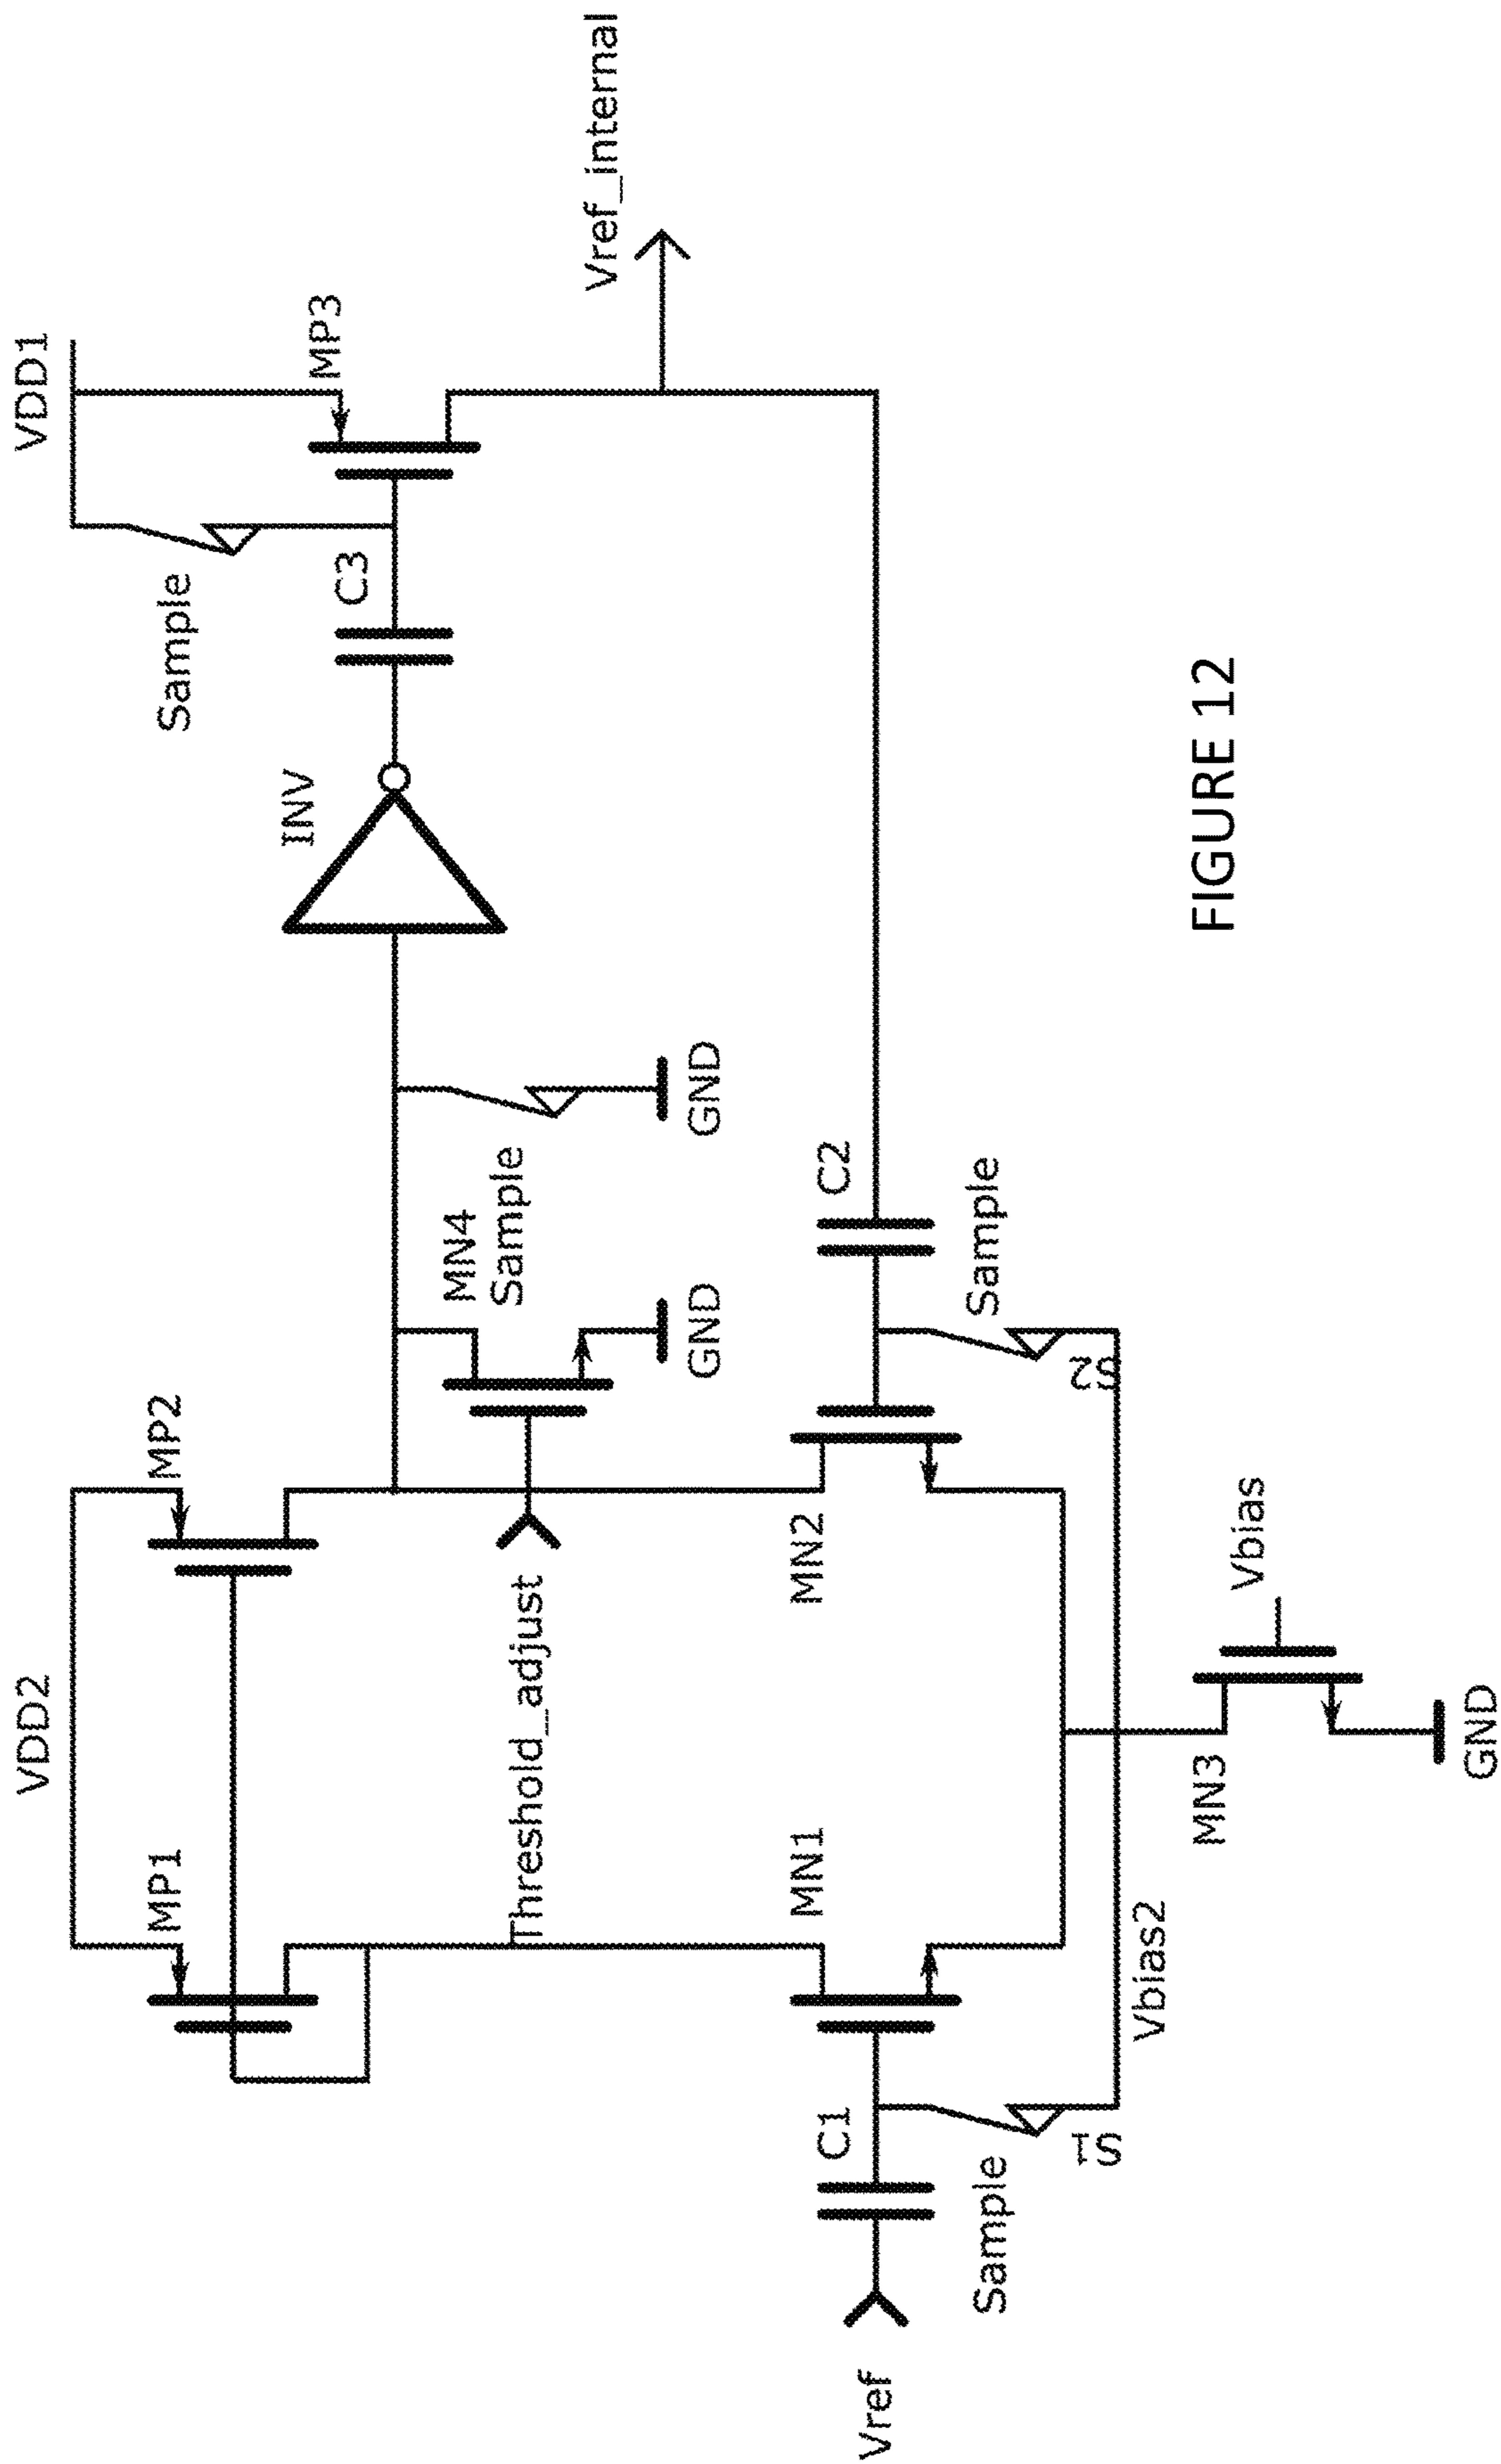 VDD2
VDD1
MP1
MP2
MP3
Sample
INV
C3
MN4
Sample
Threshold_adjust
GND
GND
Vref_internal
MN1
MN2
C1
C2
Vref
Sample
Sample
S1
S2
Vbias2
MN3
Vbias
GND
FIGURE 12